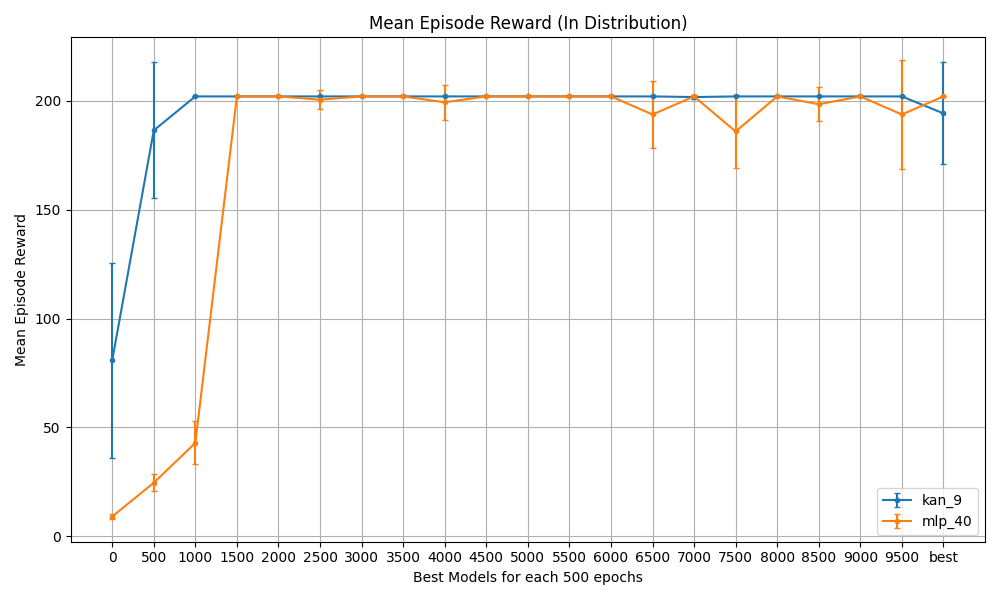 Mean Episode Reward (In Distribution)
Mean Episode Reward
200
150
100
50
0
0 500 1000 1500 2000 2500 3000 3500 4000 4500 5000 5500 6000 6500 7000 7500 8000 8500 9000 9500 best
Best Models for each 500 epochs
kan_9
mlp_40